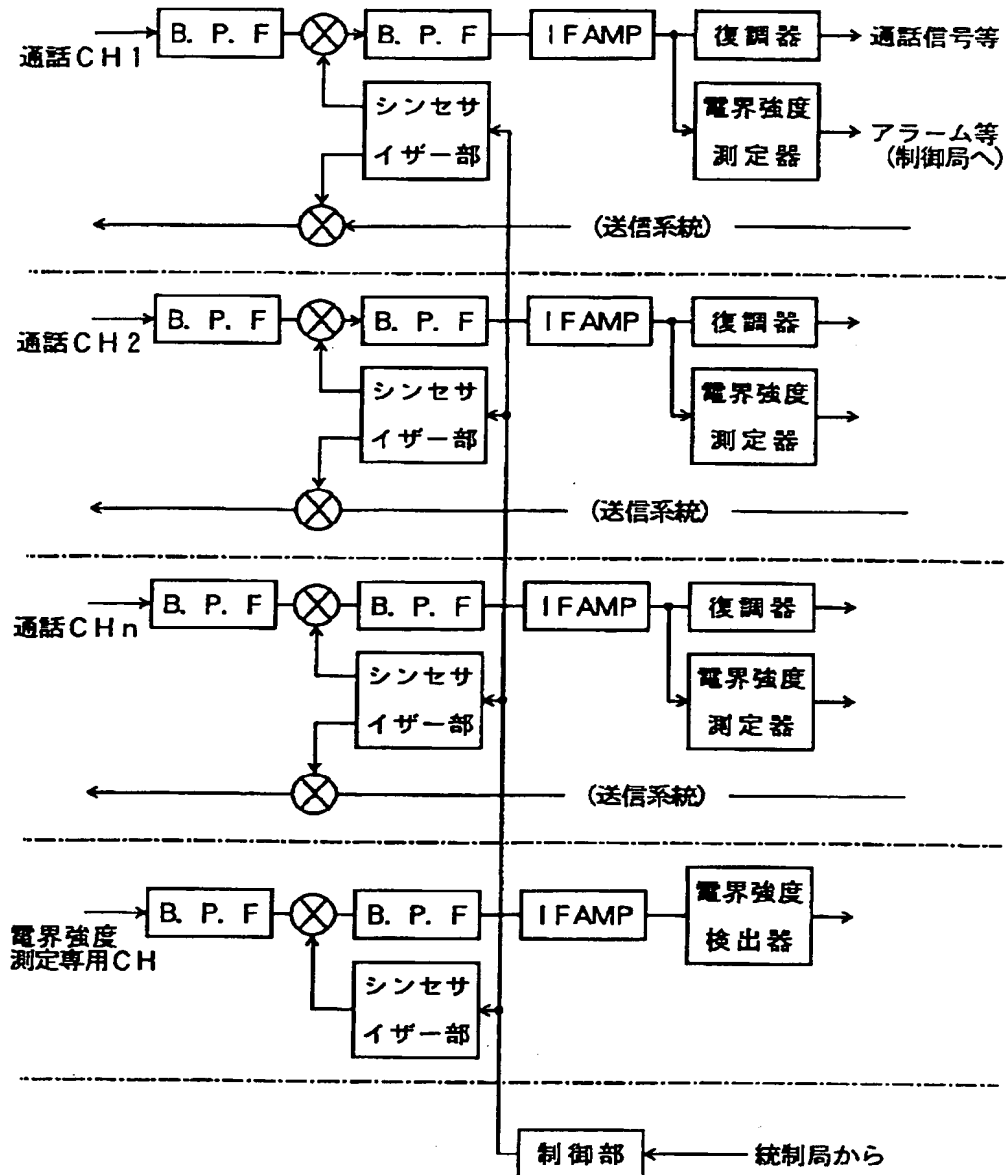 通話CH1
B. P. F
B. P. F
IFAMP
復調器
通話信号等
シンセサ
イザー部
電界強度
測定器
アラーム等
(制御局へ)
(送信系統)
通話CH2
B. P. F
B. P. F
IFAMP
復調器
シンセサ
イザー部
電界強度
測定器
(送信系統)
通話CHn
B. P. F
B. P. F
IFAMP
復調器
シンセサ
イザー部
電界強度
測定器
(送信系統)
電界強度
測定専用CH
B. P. F
B. P. F
IFAMP
電界強度
検出器
シンセサ
イザー部
制御部
統制局から